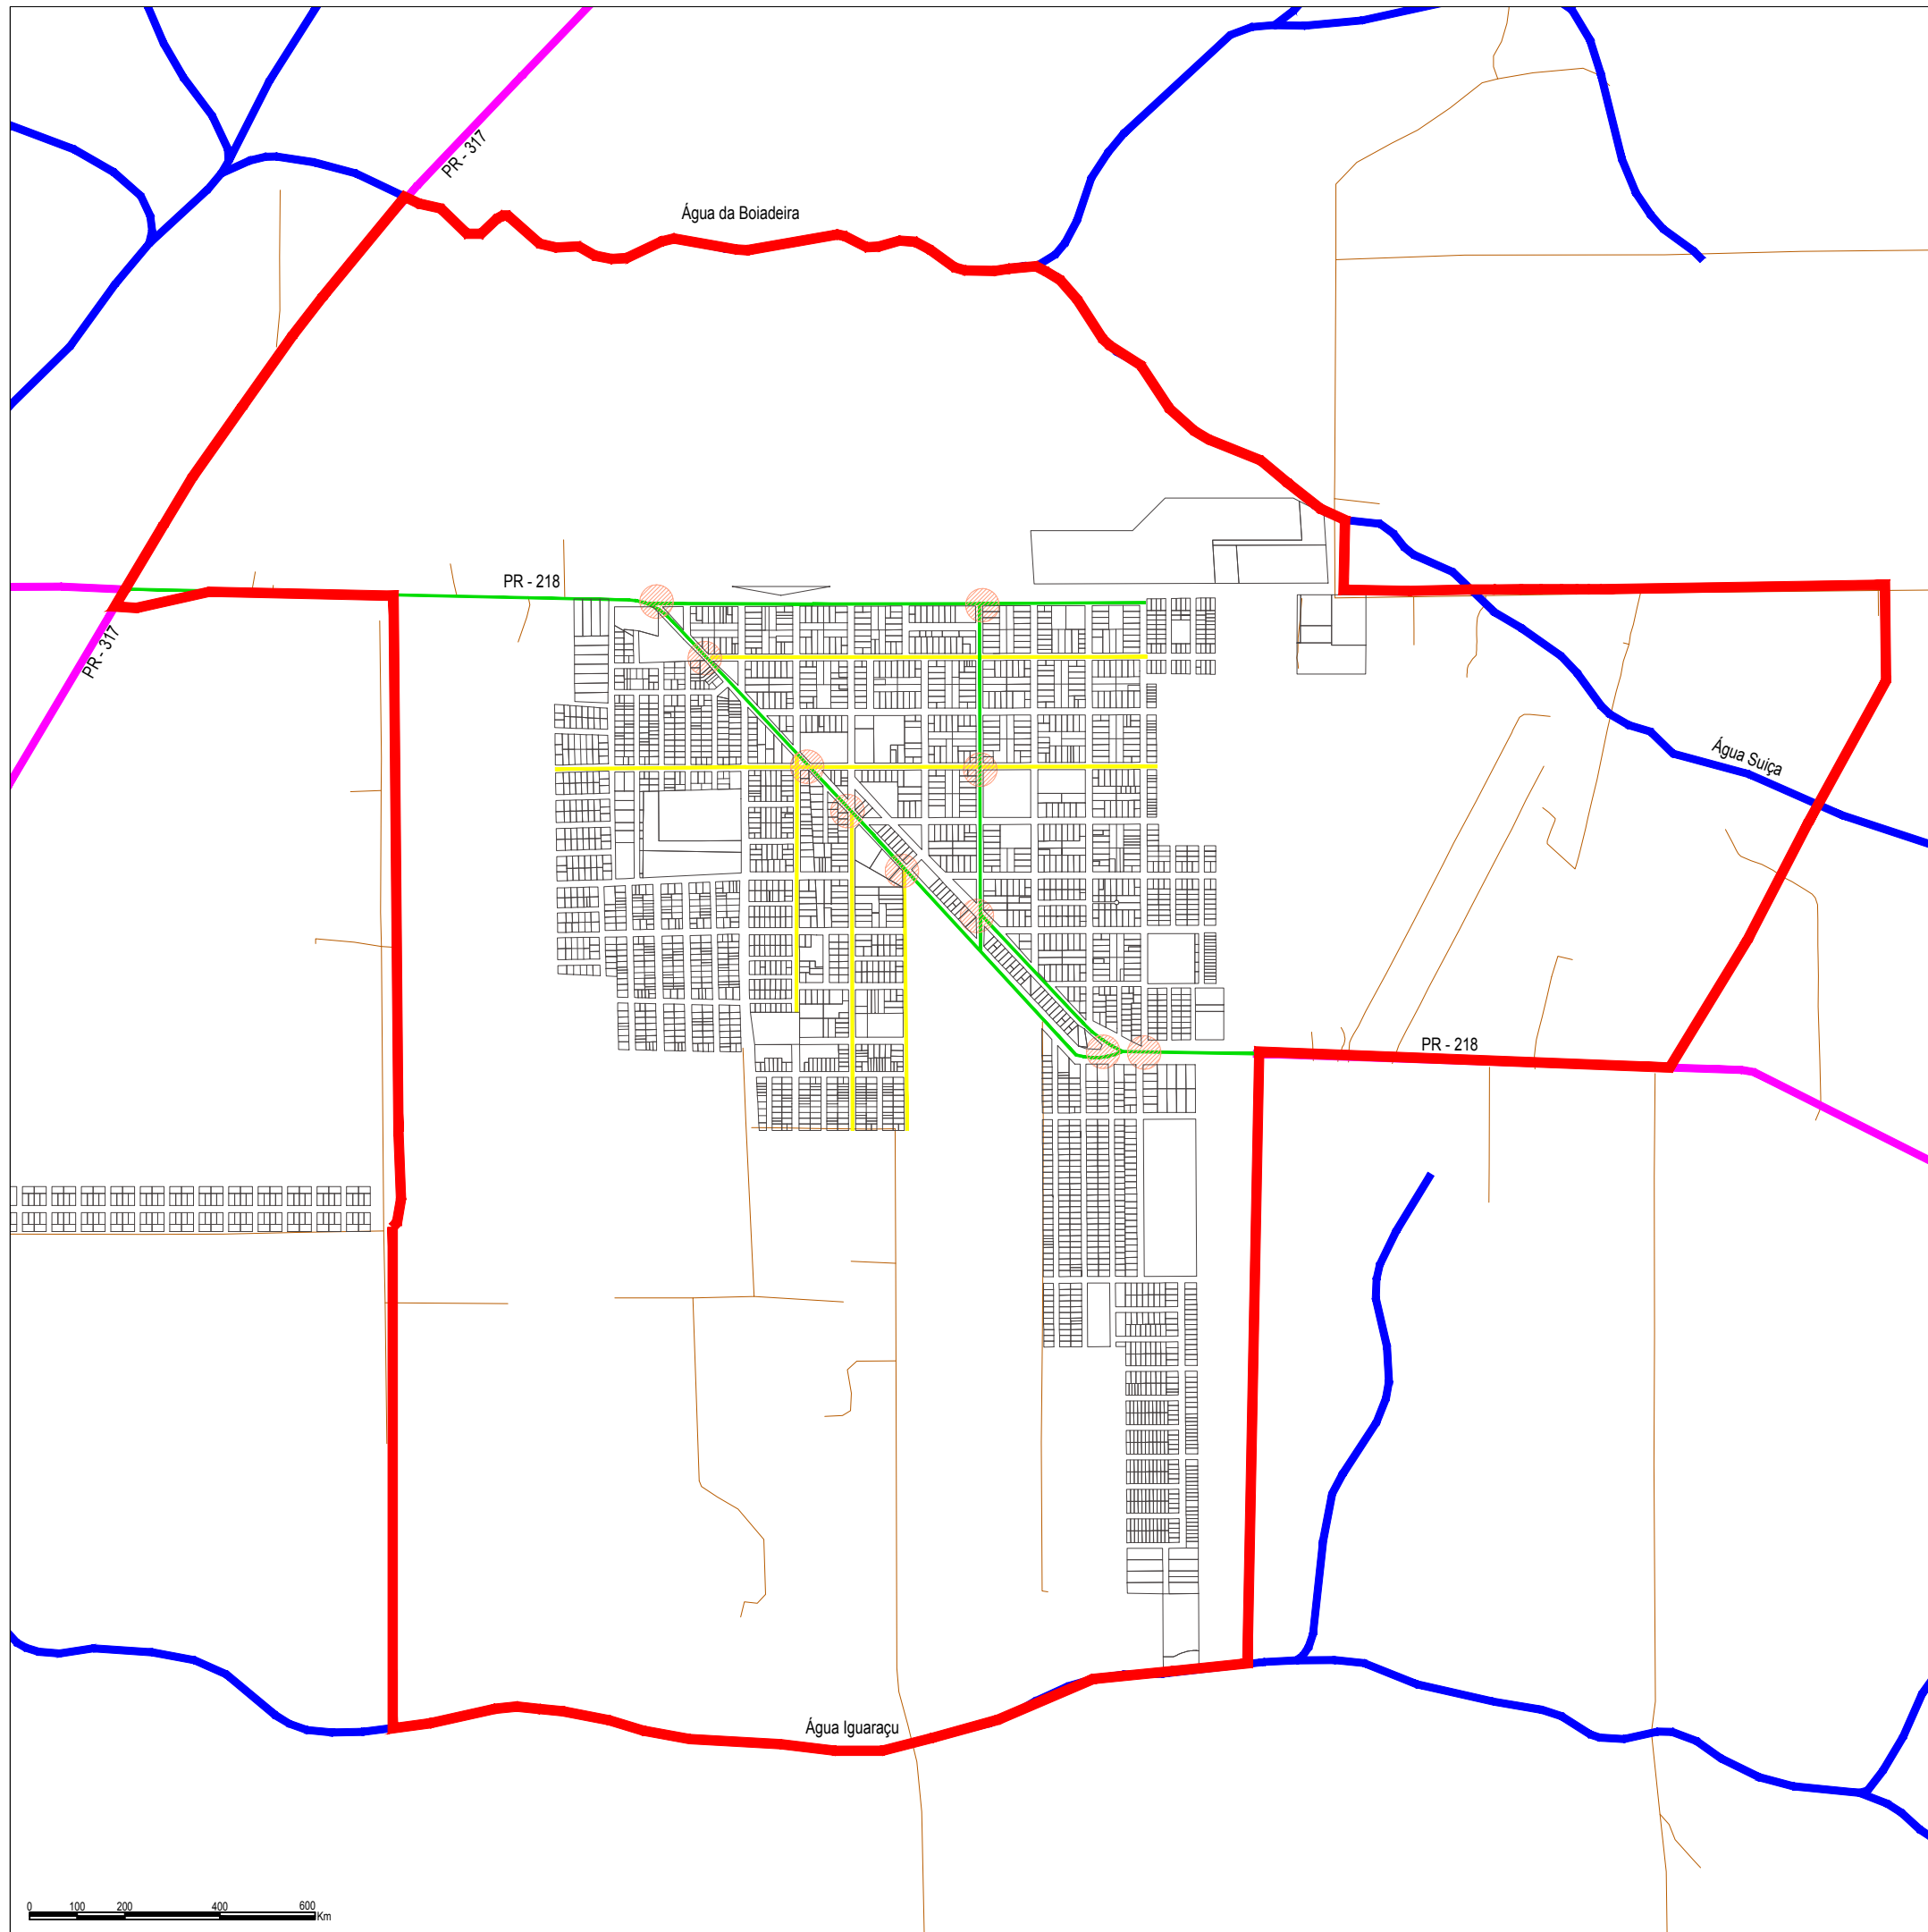 PR - 317
Água da Boiadeira
PR - 218
PR - 317
Água Suiça
PR - 218
Água Iguaraçu
0 100 200 400 600
Km